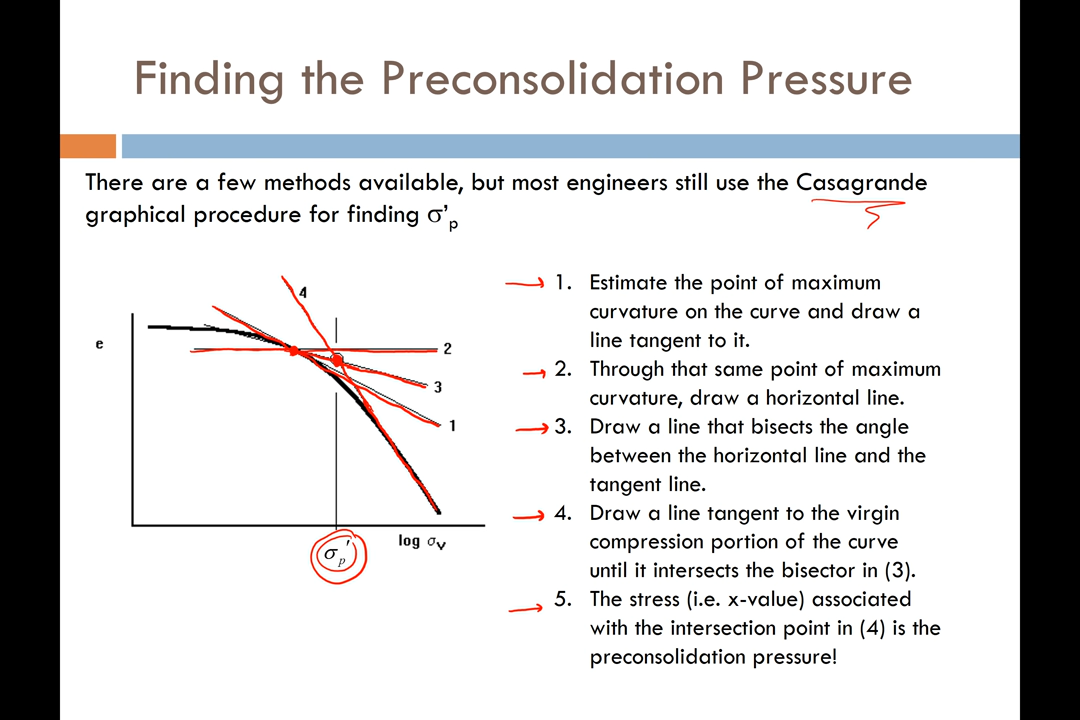 Finding the Preconsolidation Pressure
There are a few methods available, but most engineers still use the Casagrande
graphical procedure for finding σ'p
4
e
2
3
1
log σv
σp'
1. Estimate the point of maximum
curvature on the curve and draw a
line tangent to it.
2. Through that same point of maximum
curvature, draw a horizontal line.
3. Draw a line that bisects the angle
between the horizontal line and the
tangent line.
4. Draw a line tangent to the virgin
compression portion of the curve
until it intersects the bisector in (3).
5. The stress (i.e. x-value) associated
with the intersection point in (4) is the
preconsolidation pressure!